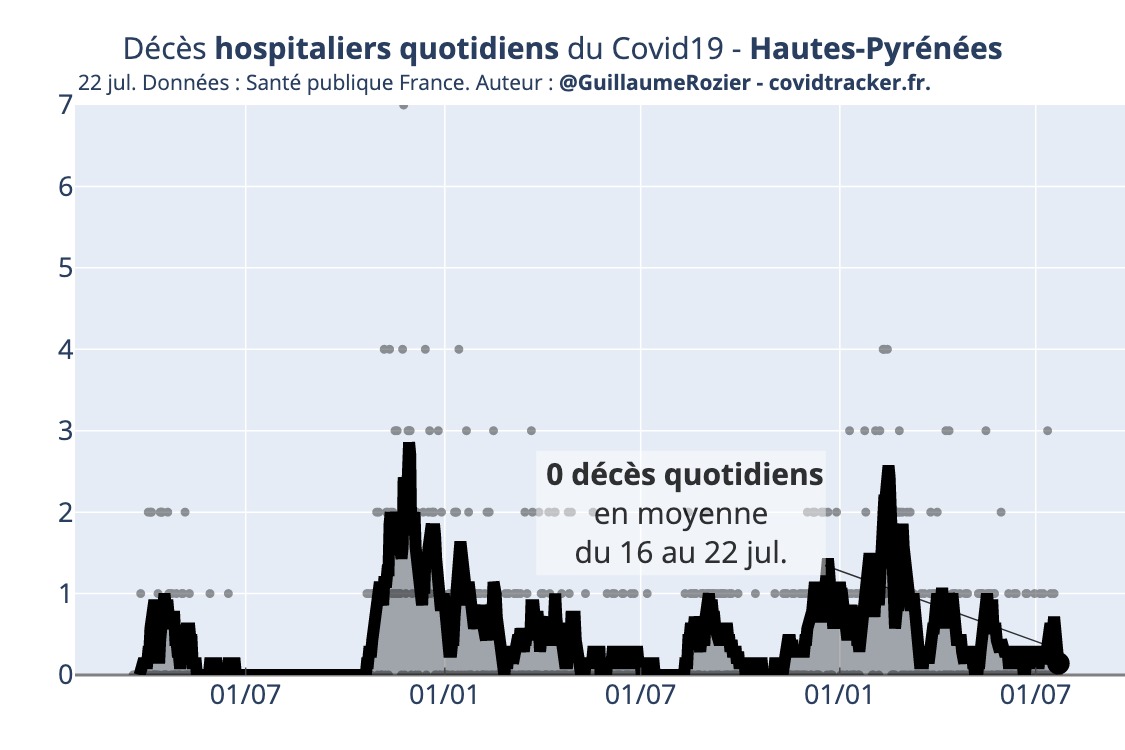 Décès hospitaliers quotidiens du Covid19 - Hautes-Pyrénées
22 jul. Données : Santé publique France. Auteur : @GuillaumeRozier - covidtracker.fr.
7
6
5
4
3
0 décès quotidiens
2
en moyenne
du 16 au 22 jul.
1
0
01/07 01/01 01/07 01/01 01/07